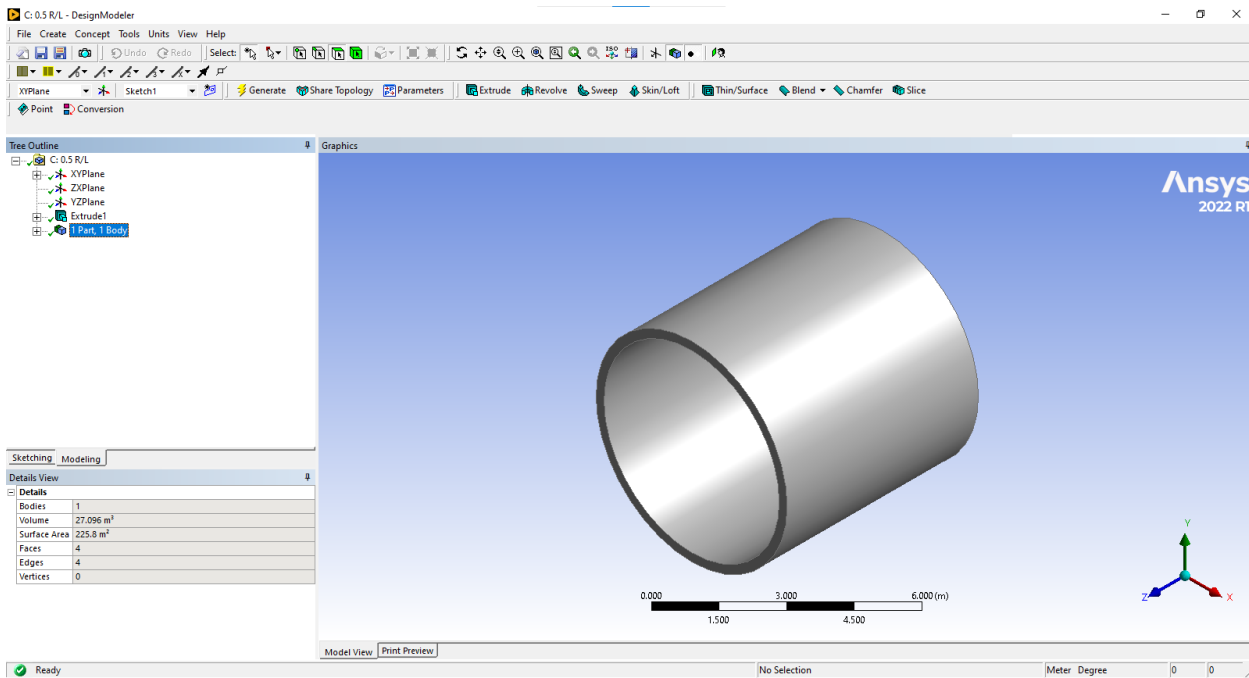 C: 0.5 R/L - DesignModeler
File Create Concept Tools Units View Help
Undo Redo Select:
XYPlane Sketch1 Generate Share Topology Parameters Extrude Revolve Sweep Skin/Loft Thin/Surface Blend Chamfer Slice
Point Conversion
Tree Outline
C: 0.5 R/L
XYPlane
ZXPlane
YZPlane
Extrude1
1 Part, 1 Body
Sketching Modeling
Details View
Details
Bodies 1
Volume 27.096 m³
Surface Area 225.8 m²
Faces 4
Edges 4
Vertices 0
Graphics
Ansys
2022 R1
0.000 3.000 6.000 (m)
1.500 4.500
Y
Z X
Model View Print Preview
Ready No Selection Meter Degree 0 0